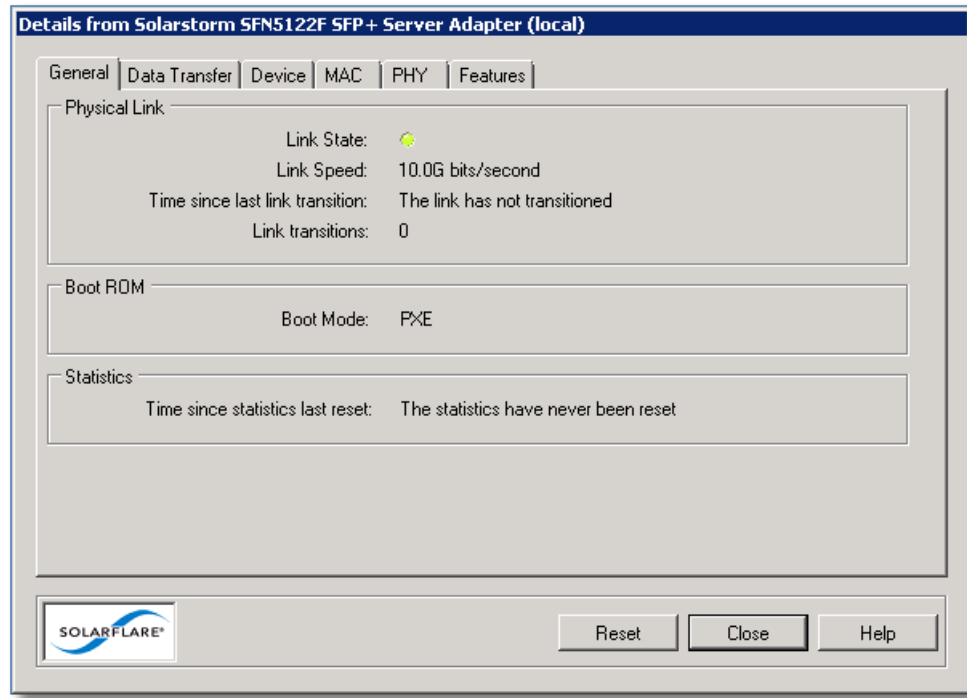 Details from Solarstorm SFN5122F SFP+ Server Adapter (local)
General Data Transfer Device MAC PHY Features
Physical Link
Link State:
Link Speed: 10.0G bits/second
Time since last link transition: The link has not transitioned
Link transitions: 0
Boot ROM
Boot Mode: PXE
Statistics
Time since statistics last reset: The statistics have never been reset
SOLARFLARE®
Reset Close Help